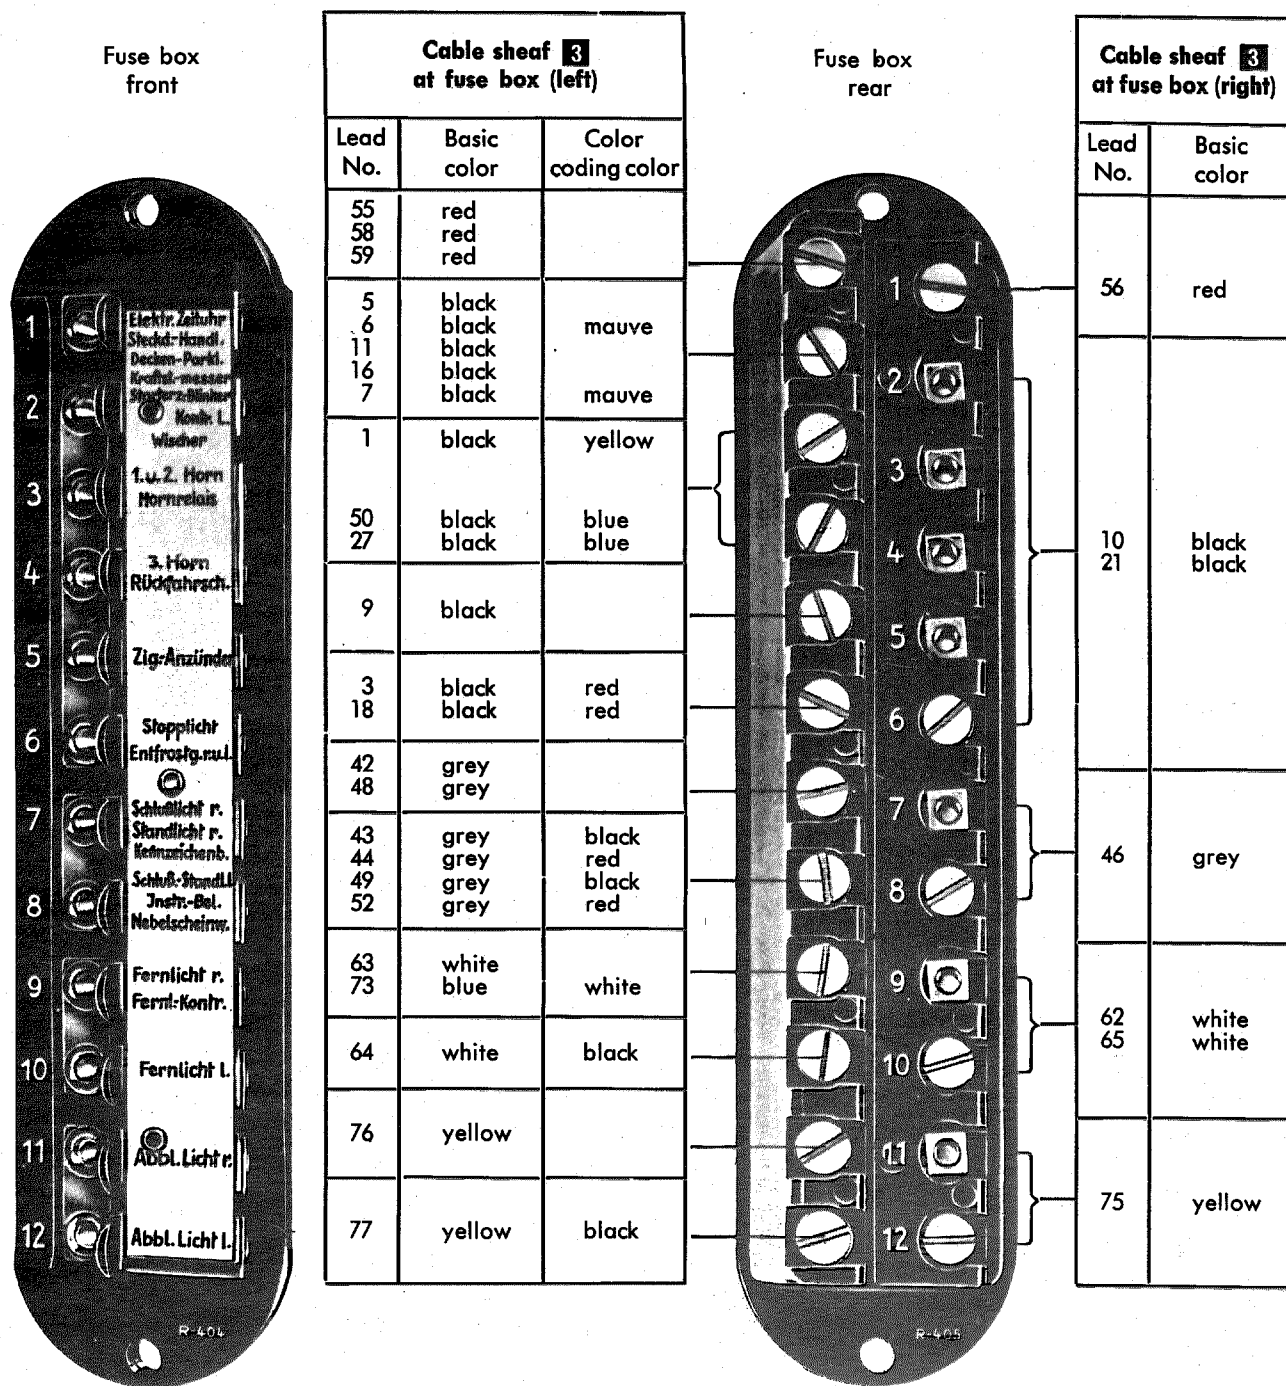 Fuse box
front
1
2
3
4
5
6
7
8
9
10
11
12
Elektr. Zeituhr
Steckd.-Handl.
Decken-Parkl.
Kraftst.-messer
Kontr. L.
Wischer
1. u. 2. Horn
Hornrelais
3. Horn
Rückfahrsch.
Zig.-Anzünder
Stopplicht
Entfrostg. r. u. l.
Schlußlicht r.
Standlicht r.
Kennzeichenb.
Schluß-Standl. l.
Instr.-Bel.
Nebelscheinw.
Fernlicht r.
Fernl.-Kontr.
Fernlicht l.
Abbl. Licht r.
Abbl. Licht l.
R-404
Cable sheaf 3
at fuse box (left)
Lead No. Basic color Color coding color
55 red
58 red
59 red
5 black
6 black mauve
11 black
16 black
7 black mauve
1 black yellow
50 black blue
27 black blue
9 black
3 black red
18 black red
42 grey
48 grey
43 grey black
44 grey red
49 grey black
52 grey red
63 white
73 blue white
64 white black
76 yellow
77 yellow black
Fuse box
rear
1
2
3
4
5
6
7
8
9
10
11
12
R-405
Cable sheaf 3
at fuse box (right)
Lead No. Basic color
56 red
10 black
21 black
46 grey
62 white
65 white
75 yellow